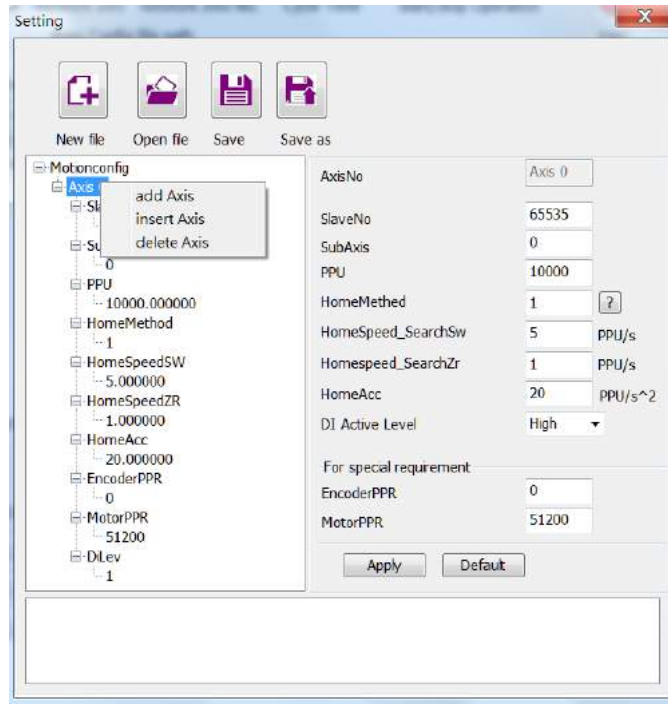 Setting
New file Open file Save Save as
Motionconfig
Axis
add Axis
insert Axis
delete Axis
0
PPU
10000.000000
HomeMethod
1
HomeSpeedSW
5.000000
HomeSpeedZR
1.000000
HomeAcc
20.000000
EncoderPPR
0
MotorPPR
51200
DiLev
1
AxisNo Axis 0
SlaveNo 65535
SubAxis 0
PPU 10000
HomeMethed 1 ?
HomeSpeed_SearchSw 5 PPU/s
Homespeed_SearchZr 1 PPU/s
HomeAcc 20 PPU/s^2
DI Active Level High
For special requirement
EncoderPPR 0
MotorPPR 51200
Apply Default